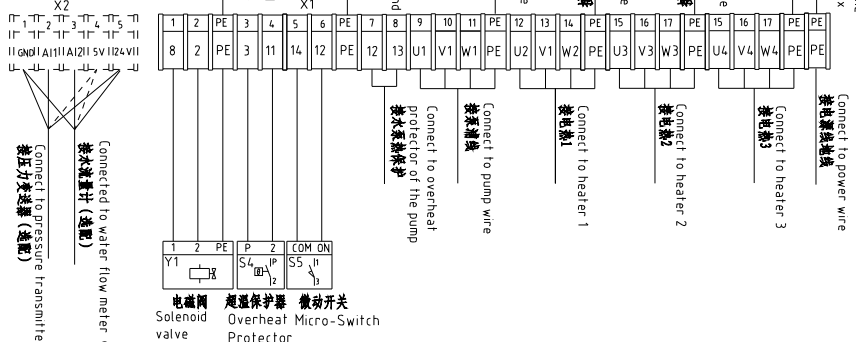 X2
X1
1 2 3 4 5
GND AI1 AI2 5V 24V
1 2 PE 3 4 5 6 PE 7 8 9 10 11 PE 12 13 14 PE 15 16 17 PE 15 16 17 PE PE
8 2 PE 3 11 14 12 PE 12 13 U1 V1 W1 PE U2 V1 W2 PE U3 V3 W3 PE U4 V4 W4 PE PE
接压力变送器（选配）
Connect to pressure transmitte
接水流量计（选配）
Connected to water flow meter
接水泵热保护
Connect to overheat
protector of the pump
接泵浦线
Connect to pump wire
接电热1
Connect to heater 1
接电热2
Connect to heater 2
接电热3
Connect to heater 3
接电源线地线
Connect to power wire
1 2 PE
Y1
P 2
S4 P
2
COM ON
S5 1
3
电磁阀
Solenoid
valve
超温保护器
Overheat
Protector
微动开关
Micro-Switch